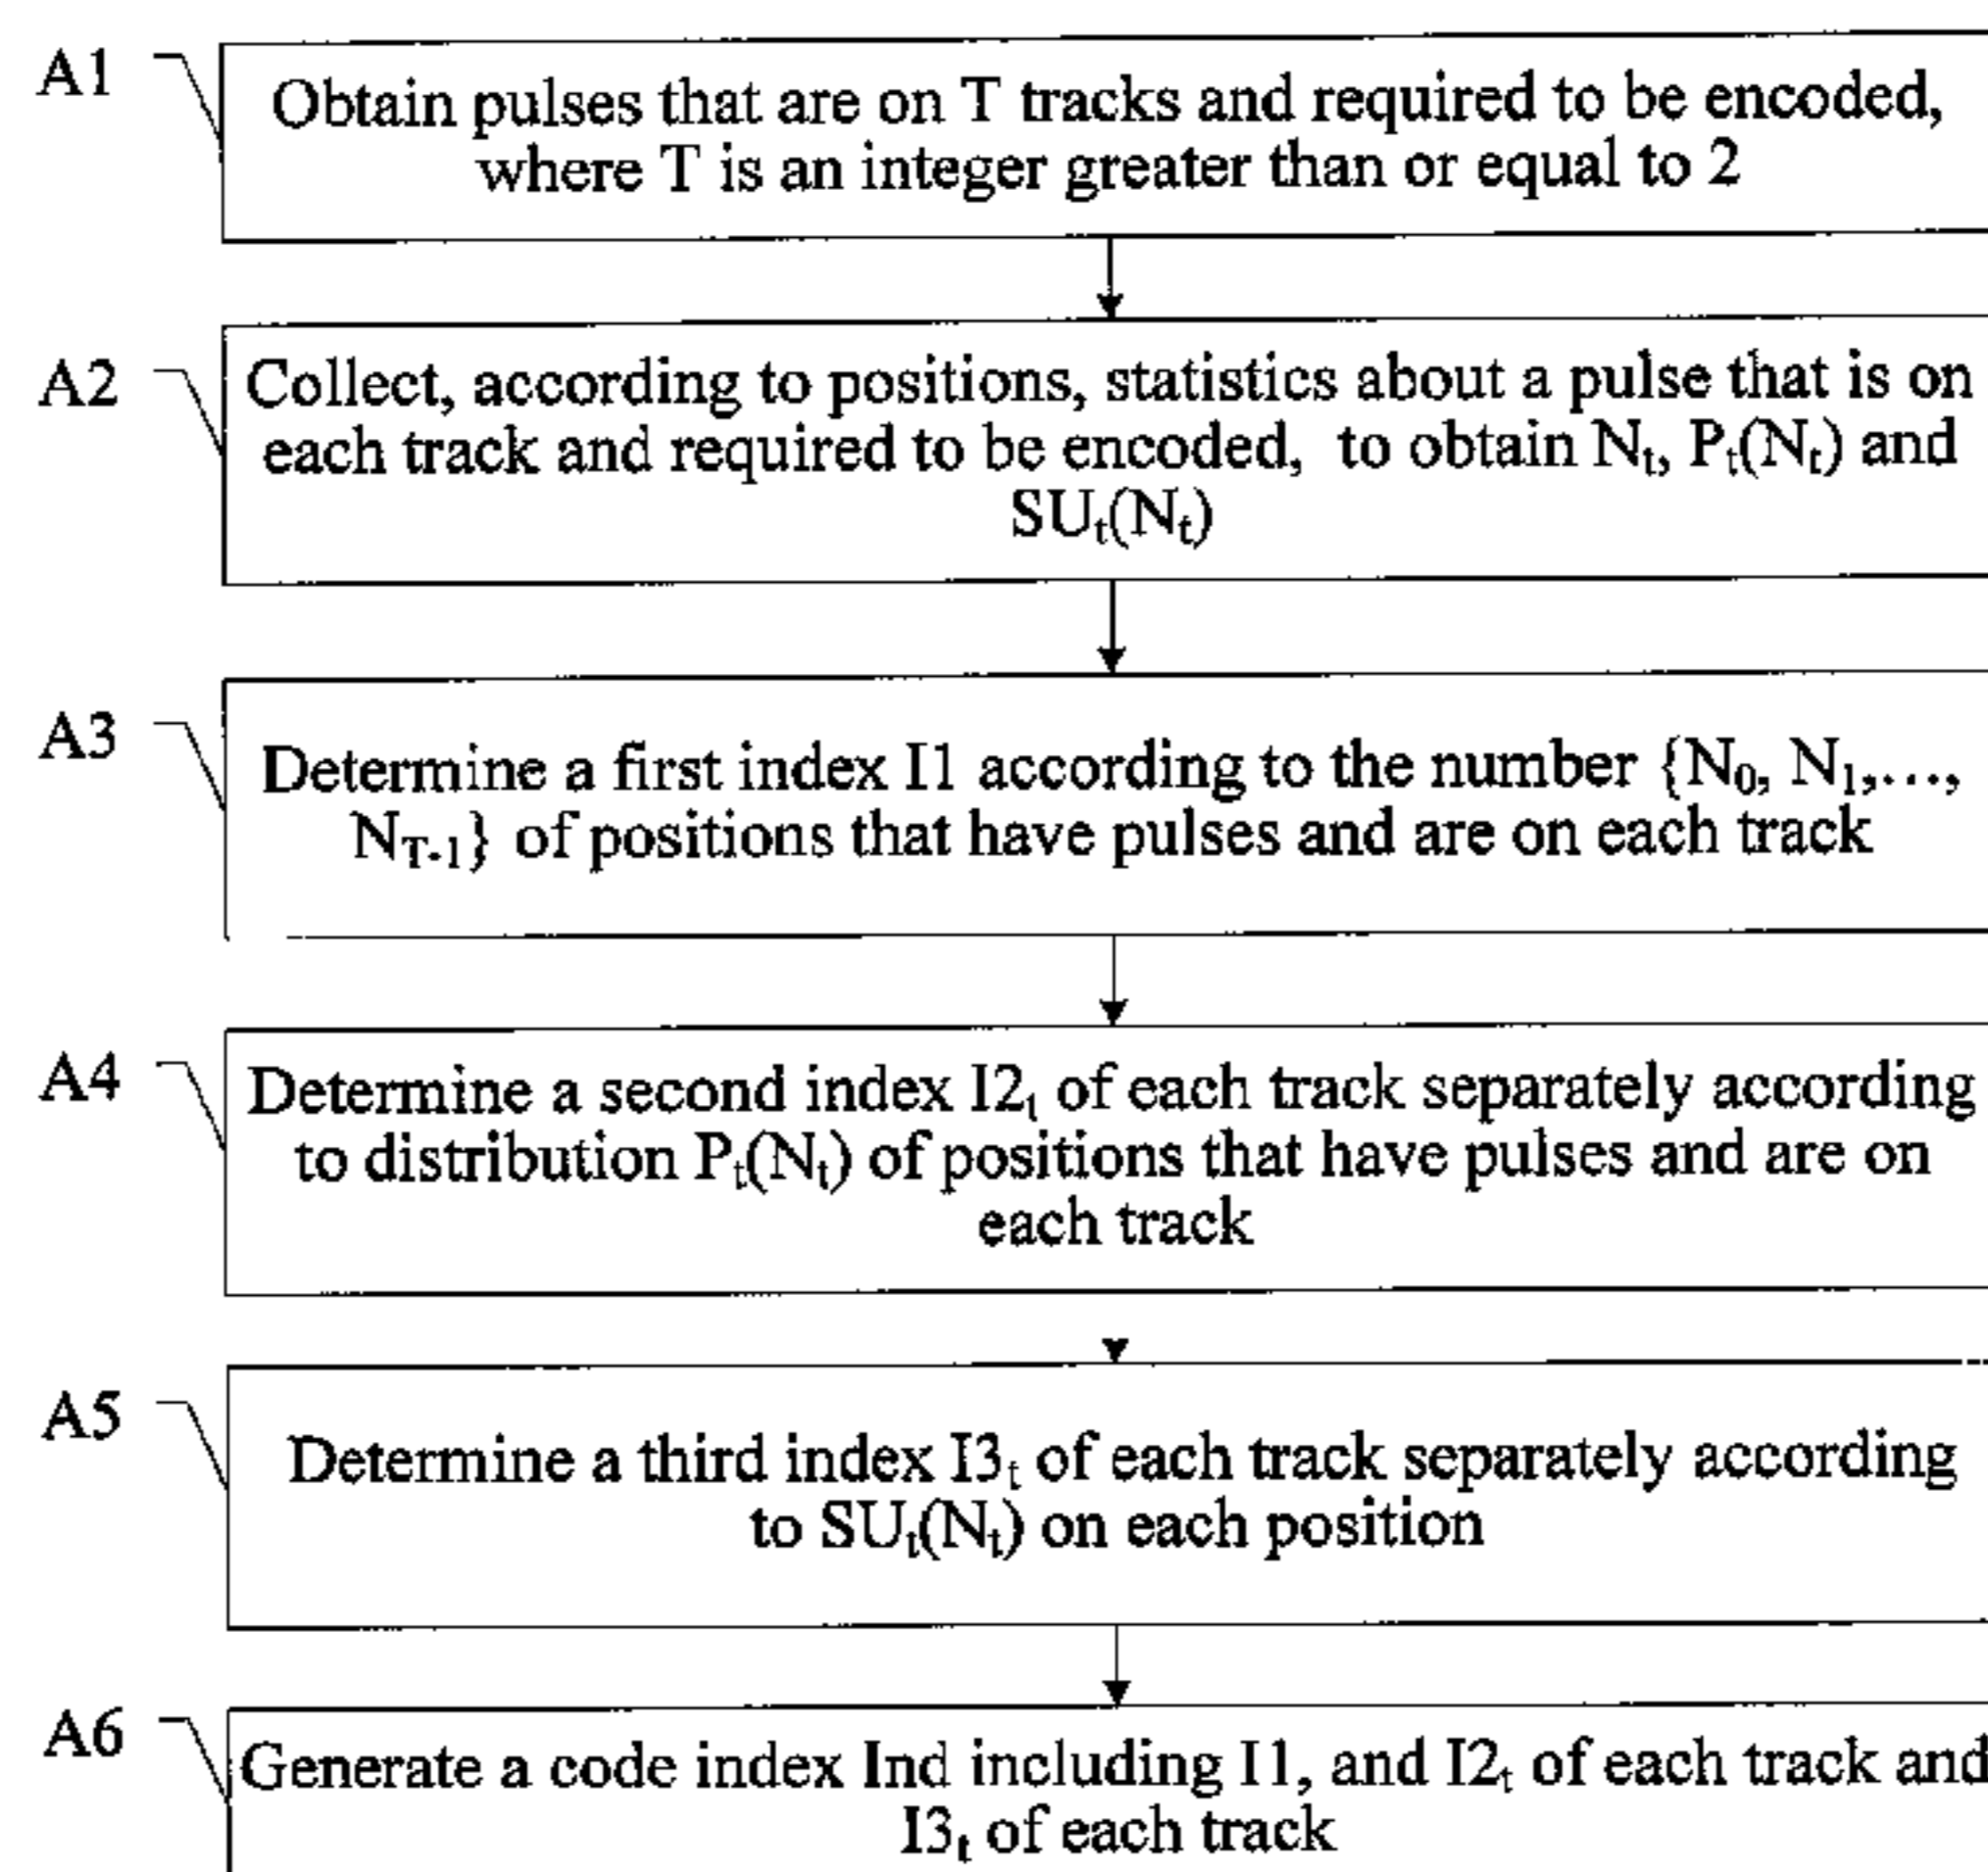 A1
Obtain pulses that are on T tracks and required to be encoded,
where T is an integer greater than or equal to 2
A2
Collect, according to positions, statistics about a pulse that is on
each track and required to be encoded, to obtain Nₜ, Pₜ(Nₜ) and
SUₜ(Nₜ)
A3
Determine a first index I1 according to the number {N₀, N₁,...,
N_T-1} of positions that have pulses and are on each track
A4
Determine a second index I2ₜ of each track separately according
to distribution Pₜ(Nₜ) of positions that have pulses and are on
each track
A5
Determine a third index I3ₜ of each track separately according
to SUₜ(Nₜ) on each position
A6
Generate a code index Ind including I1, and I2ₜ of each track and
I3ₜ of each track